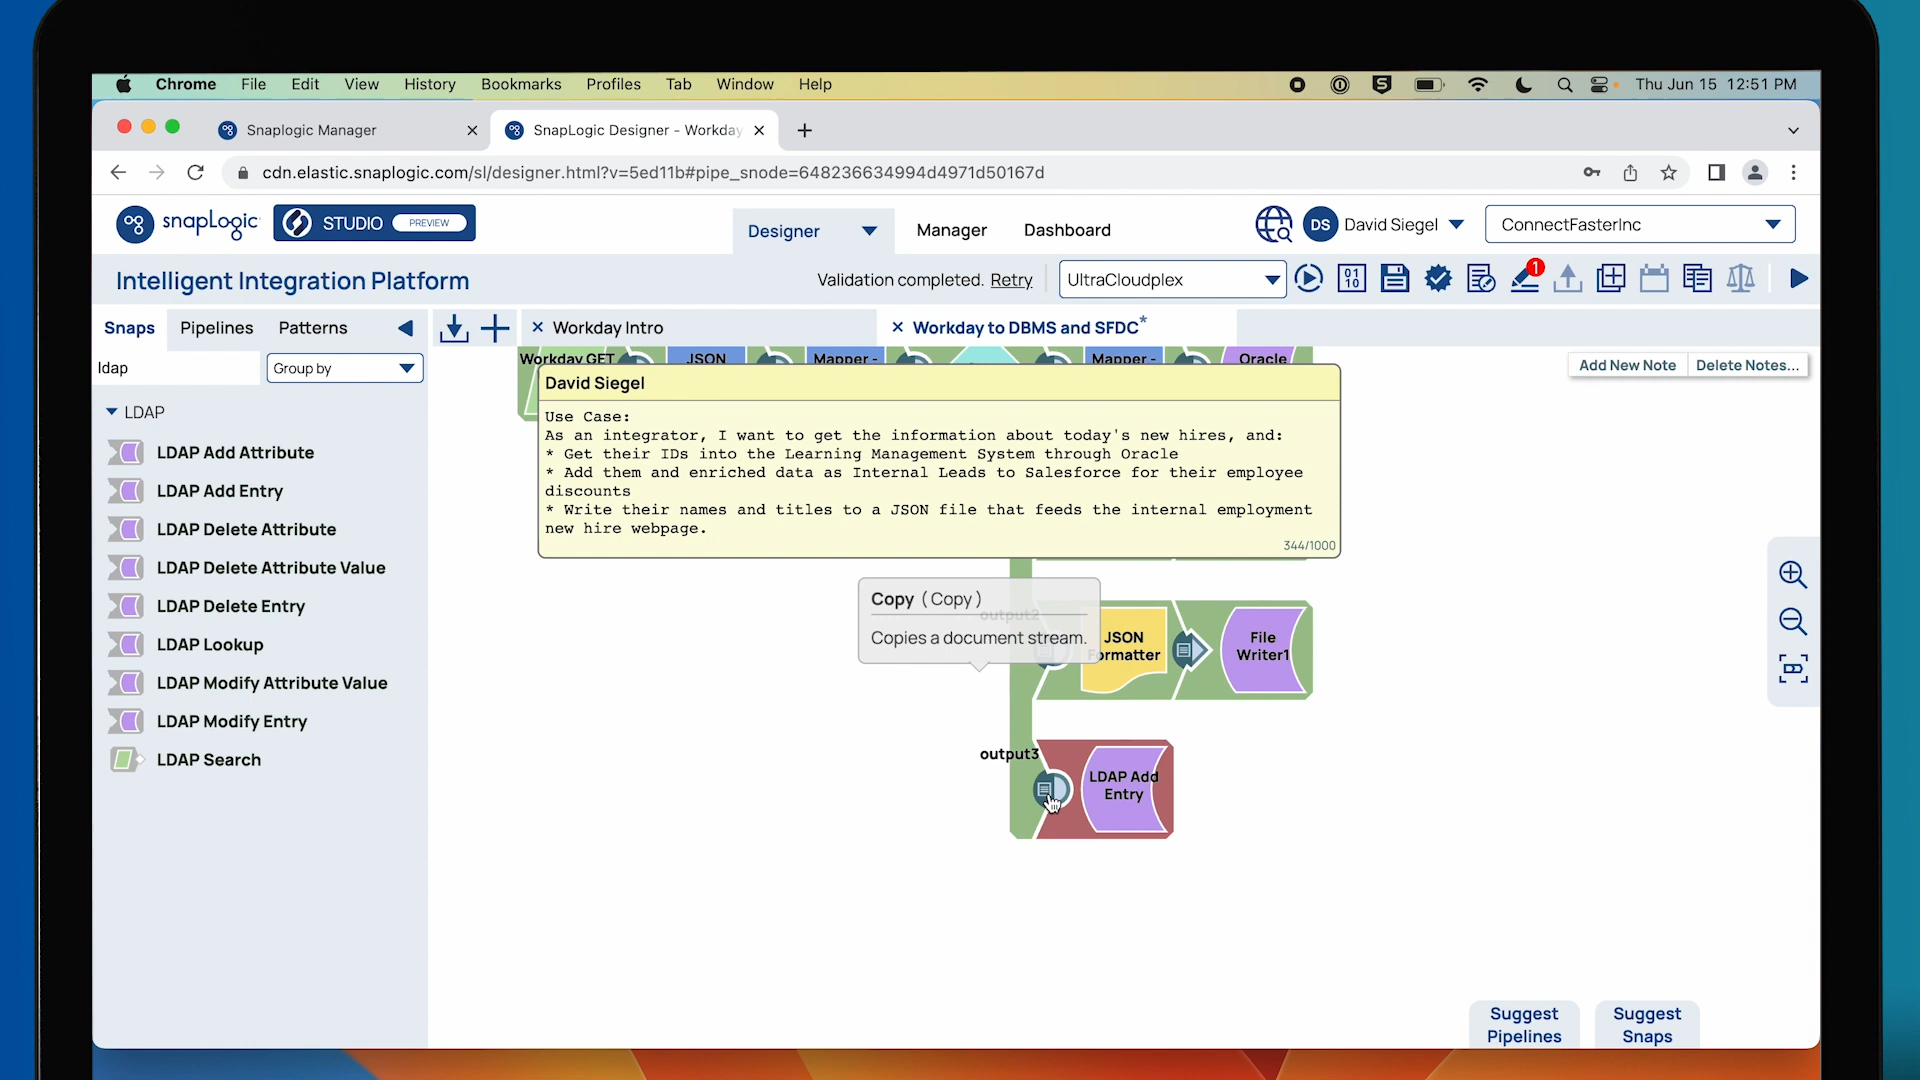 Chrome File Edit View History Bookmarks Profiles Tab Window Help Thu Jun 15 12:51 PM
Snaplogic Manager SnapLogic Designer - Workday
cdn.elastic.snaplogic.com/sl/designer.html?v=5ed11b#pipe_snode=648236634994d4971d50167d
snapLogic STUDIO PREVIEW Designer Manager Dashboard DS David Siegel ConnectFasterInc
Intelligent Integration Platform Validation completed. Retry UltraCloudplex 01 10 1
Snaps Pipelines Patterns Workday Intro Workday to DBMS and SFDC*
ldap Group by
Workday GET JSON Mapper - Mapper - Oracle
Add New Note Delete Notes...
David Siegel
Use Case:
As an integrator, I want to get the information about today's new hires, and:
* Get their IDs into the Learning Management System through Oracle
* Add them and enriched data as Internal Leads to Salesforce for their employee
discounts
* Write their names and titles to a JSON file that feeds the internal employment
new hire webpage.
344/1000
LDAP
LDAP Add Attribute
LDAP Add Entry
LDAP Delete Attribute
LDAP Delete Attribute Value
LDAP Delete Entry
LDAP Lookup
LDAP Modify Attribute Value
LDAP Modify Entry
LDAP Search
Copy (Copy)
output2
Copies a document stream.
JSON
Formatter
File
Writer1
output3
LDAP Add
Entry
Suggest
Pipelines
Suggest
Snaps